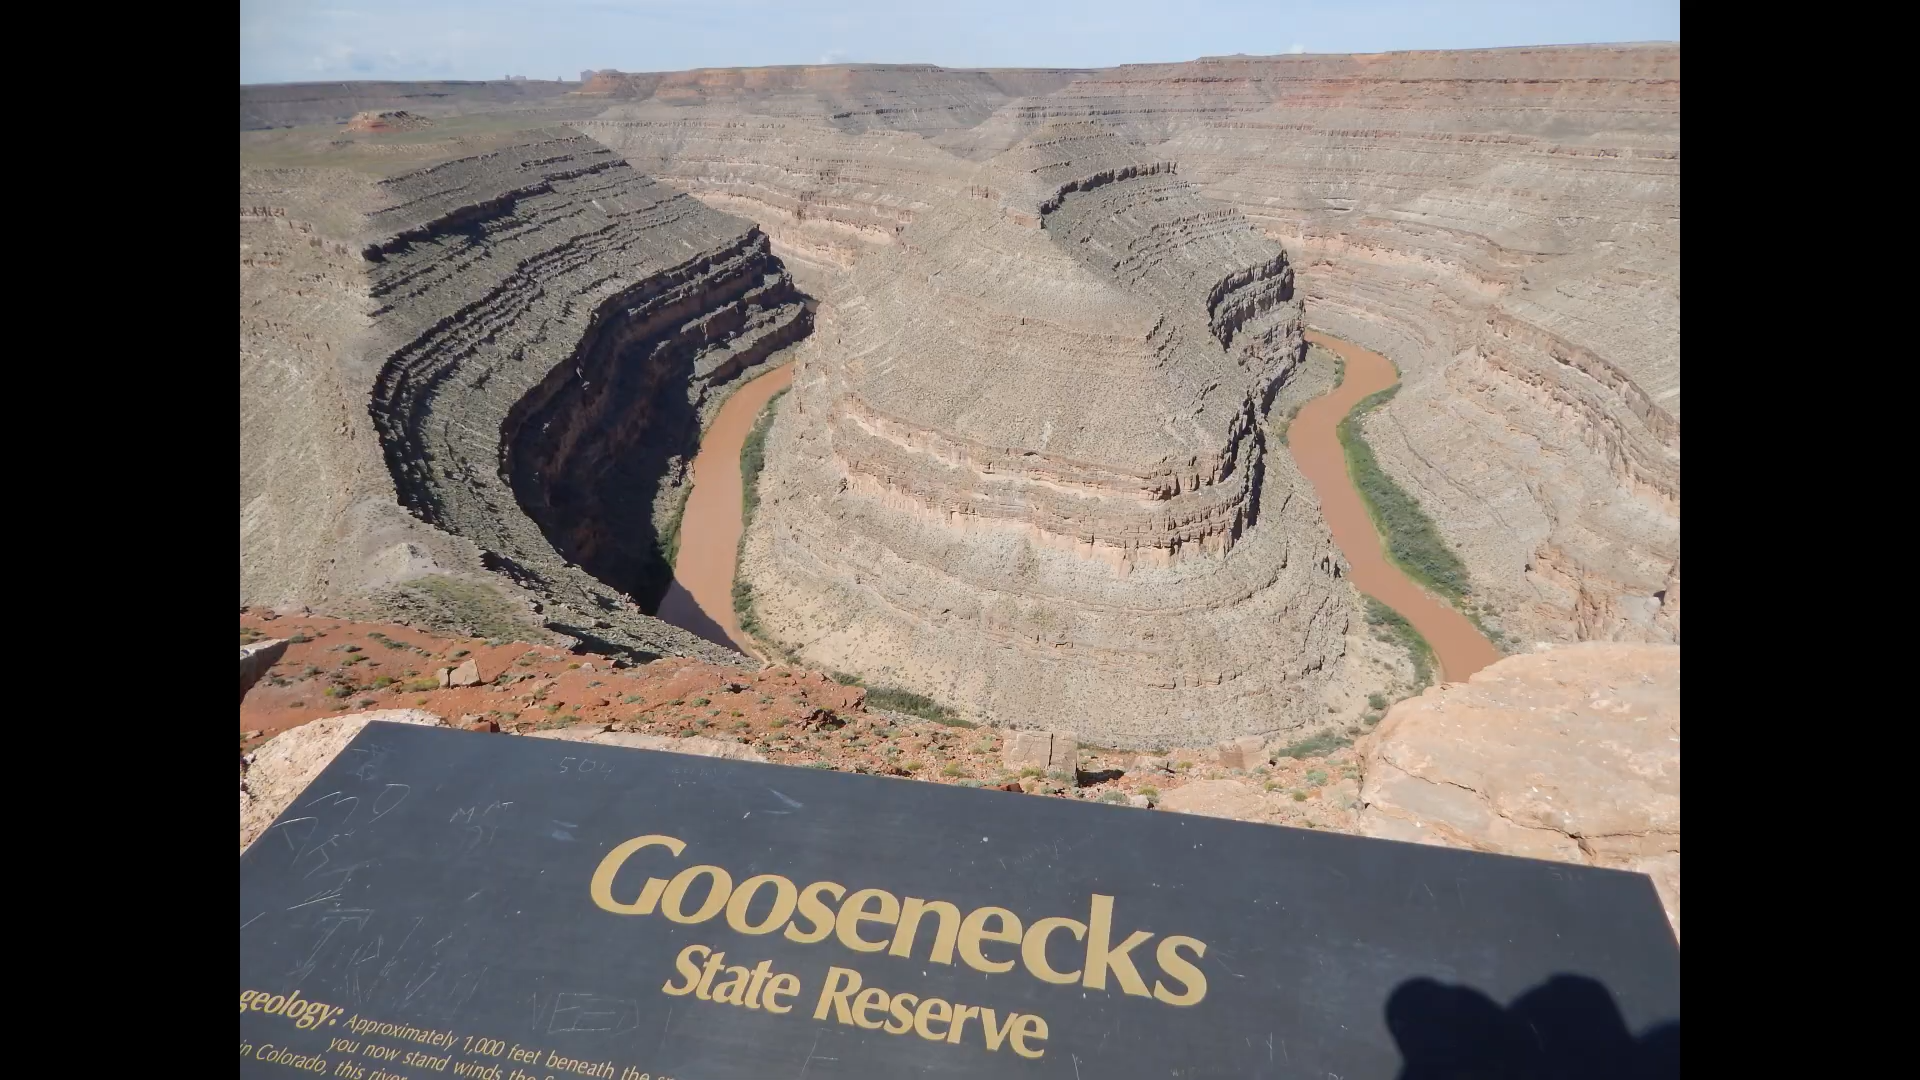 504
Goosenecks
State Reserve
geology: Approximately 1,000 feet beneath the
you now stand winds the
in Colorado, this river